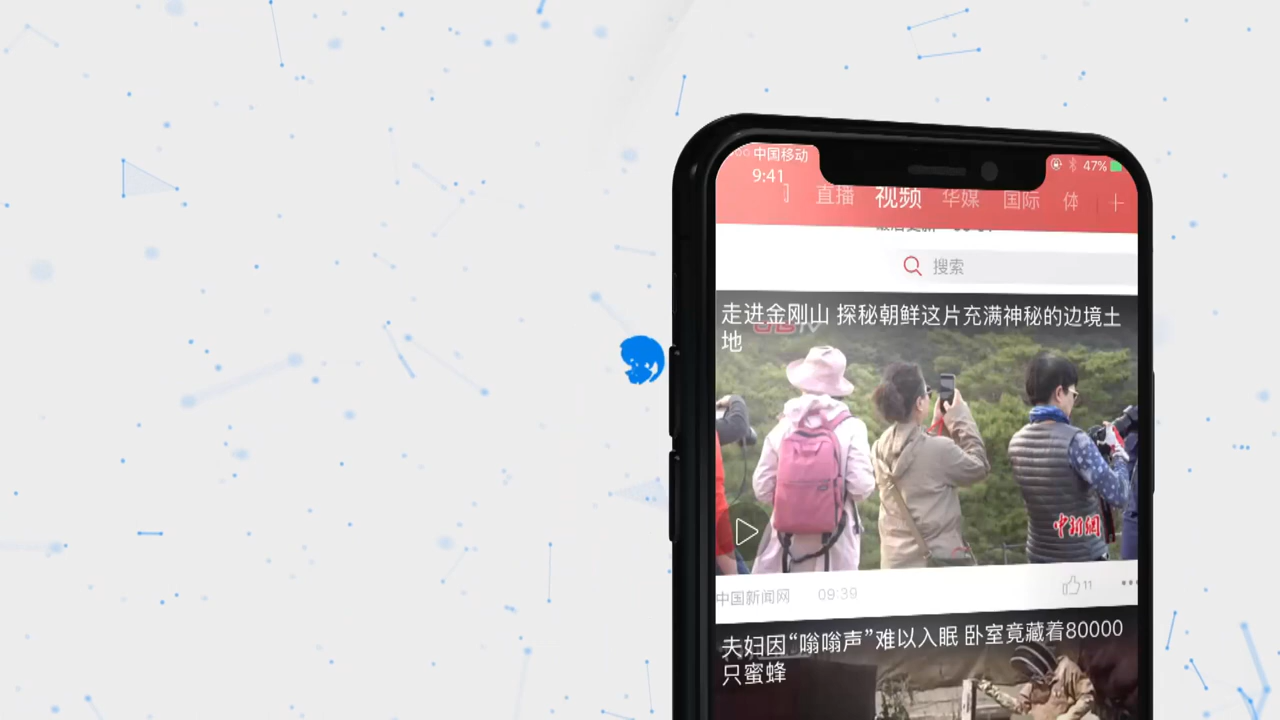 中国移动
47%
9:41
直播 视频 华媒 国际 体
搜索
走进金刚山 探秘朝鲜这片充满神秘的边境土
地
中新网
中国新闻网 09:39
11
夫妇因“嗡嗡声”难以入眠 卧室竟藏着80000
只蜜蜂